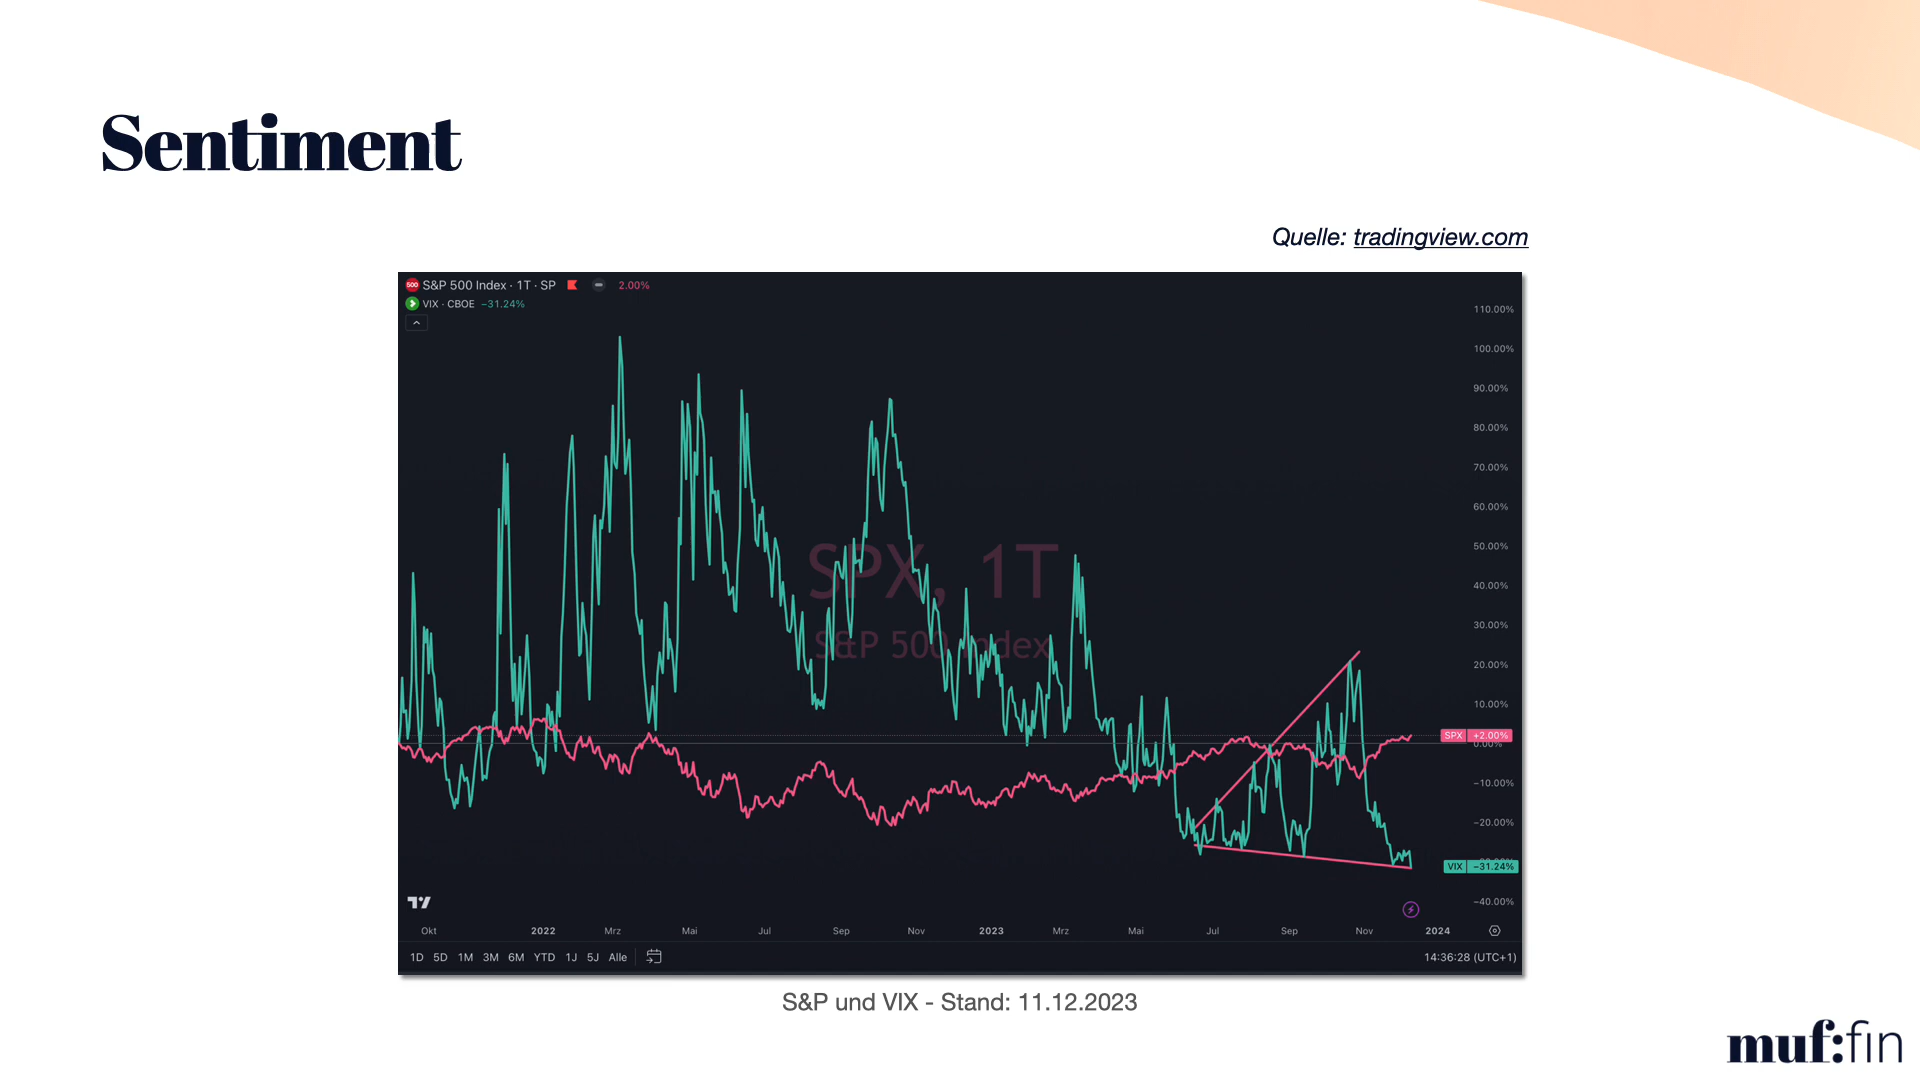 Sentiment
Quelle: tradingview.com
500 S&P 500 Index · 1T · SP 2.00%
VIX · CBOE −31.24%
110.00%
100.00%
90.00%
80.00%
70.00%
60.00%
50.00%
40.00%
30.00%
20.00%
10.00%
SPX +2.00%
0.00%
−10.00%
−20.00%
VIX −31.24%
−40.00%
SPX, 1T
S&P 500 Index
Okt 2022 Mrz Mai Jul Sep Nov 2023 Mrz Mai Jul Sep Nov 2024
1D 5D 1M 3M 6M YTD 1J 5J Alle 14:36:28 (UTC+1)
S&P und VIX - Stand: 11.12.2023
muf:fin